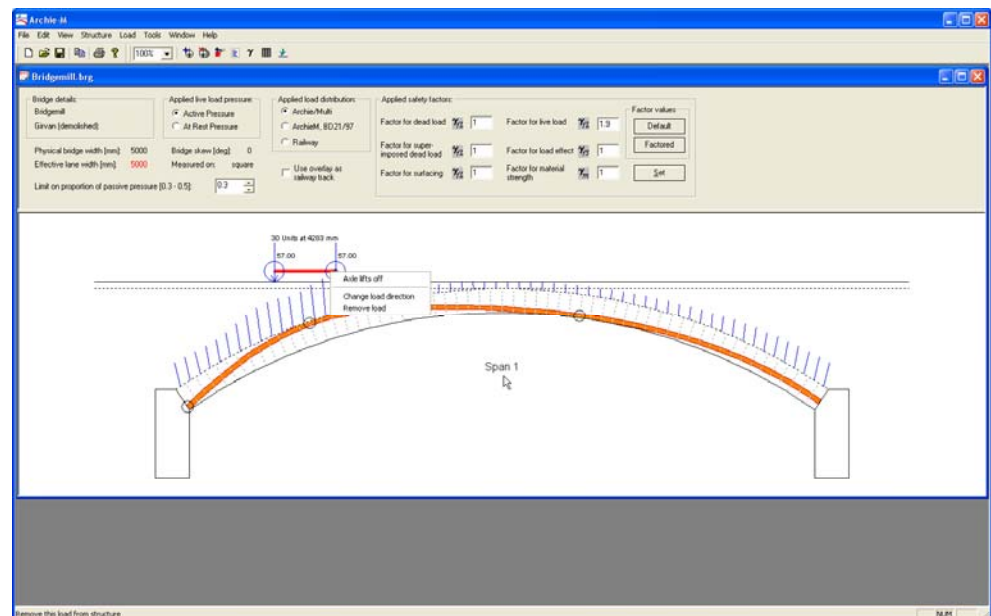 Archie-M
File Edit View Structure Load Tools Window Help
100%
Bridgemill.brg
Bridge details:
Bridgemill
Girvan (demolished)
Physical bridge width [mm]: 5000
Bridge skew [deg]: 0
Effective lane width [mm]: 5000
Measured on: square
Limit on proportion of passive pressure [0.3 - 0.5]: 0.3
Applied live load pressure:
Active Pressure
At Rest Pressure
Applied load distribution:
Archie/Multi
ArchieM, BD21/97
Railway
Use overlay as
railway track
Applied safety factors:
Factor for dead load 1
Factor for live load 1.9
Factor for super-
imposed dead load 1
Factor for load effect 1
Factor for surfacing 1
Factor for material
strength 1
Factor values
Default
Factored
Set
30 Units at 4283 mm
57.00 57.00
Axle lifts off
Change load direction
Remove load
Span 1
Remove this load from structure
NUM